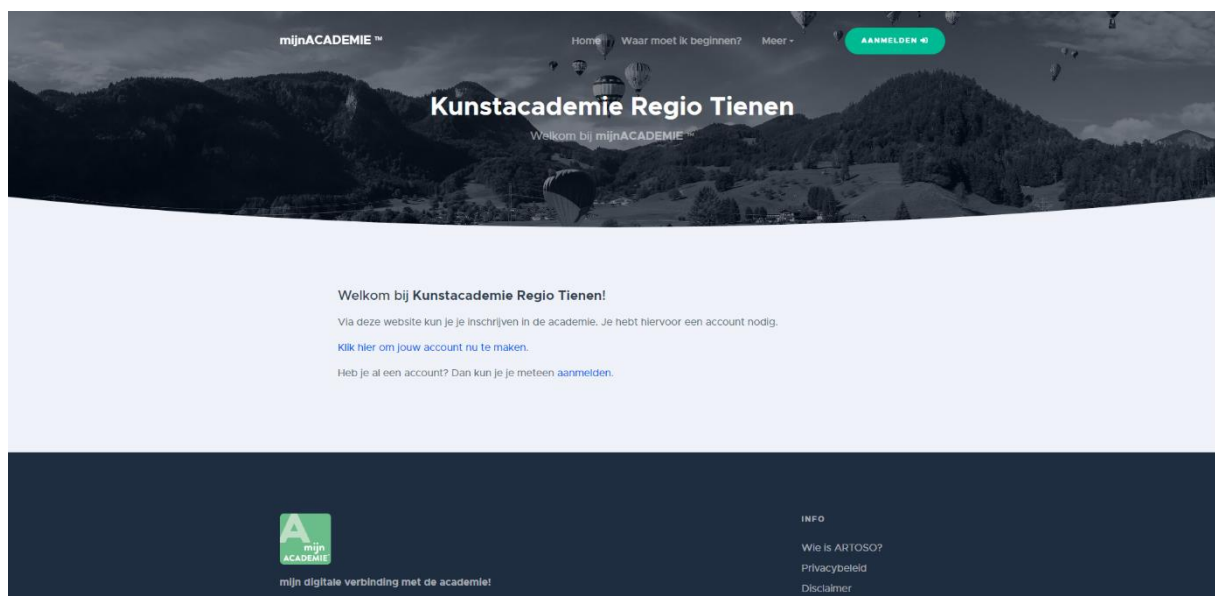 mijnACADEMIE ™
Home
Waar moet ik beginnen?
Meer
AANMELDEN
Kunstacademie Regio Tienen
Welkom bij mijnACADEMIE ™
Welkom bij Kunstacademie Regio Tienen!
Via deze website kun je je inschrijven in de academie. Je hebt hiervoor een account nodig.
Klik hier om jouw account nu te maken.
Heb je al een account? Dan kun je je meteen aanmelden.
A
mijn
ACADEMIE
mijn digitale verbinding met de academie!
INFO
Wie is ARTOSO?
Privacybeleid
Disclaimer